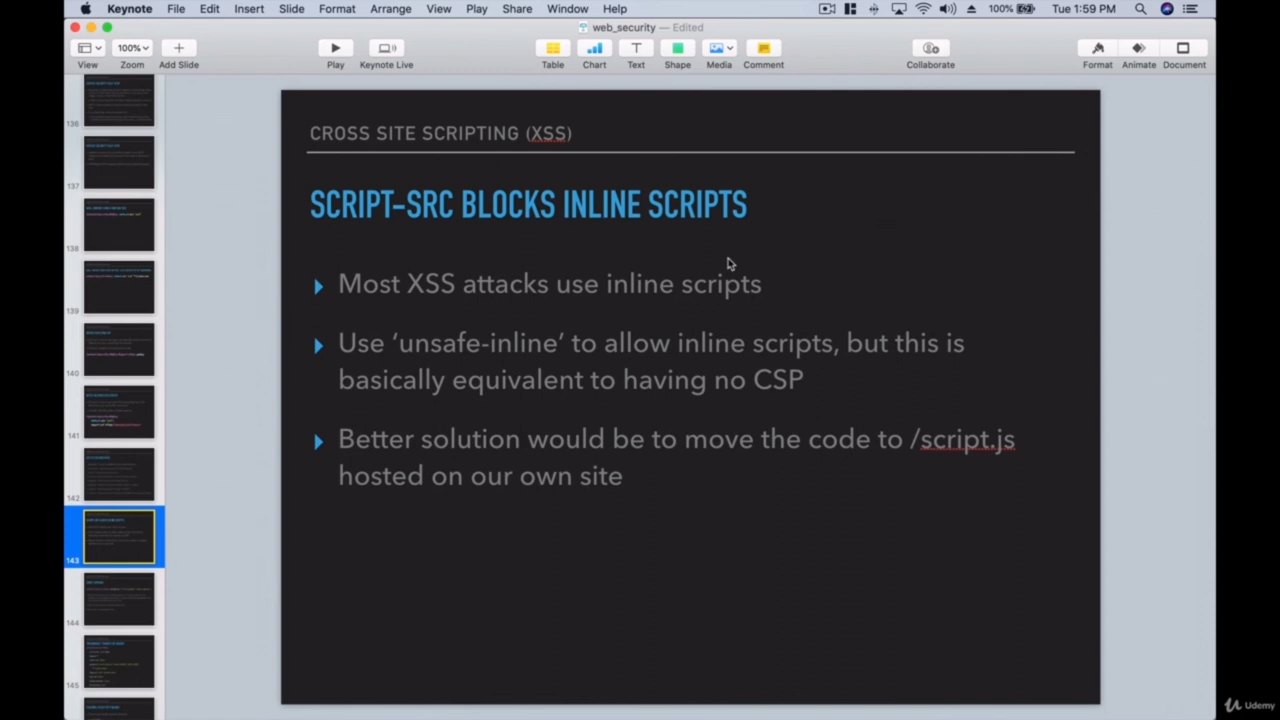 Keynote File Edit Insert Slide Format Arrange View Play Share Window Help 100% Tue 1:59 PM
web_security — Edited
100%
View Zoom Add Slide Play Keynote Live Table Chart Text Shape Media Comment Collaborate Format Animate Document
136
137
138
139
140
141
142
143
144
145
CROSS SITE SCRIPTING (XSS)
SCRIPT-SRC BLOCKS INLINE SCRIPTS
Most XSS attacks use inline scripts
Use ‘unsafe-inline’ to allow inline scripts, but this is
basically equivalent to having no CSP
Better solution would be to move the code to /script.js
hosted on our own site
Udemy